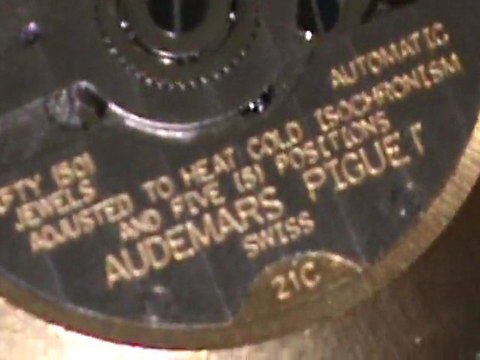 AUTOMATIC
FTY (50)
JEWELS
ADJUSTED TO HEAT COLD ISOCHRONISM
AND FIVE (5) POSITIONS
AUDEMARS PIGUET
SWISS
21C